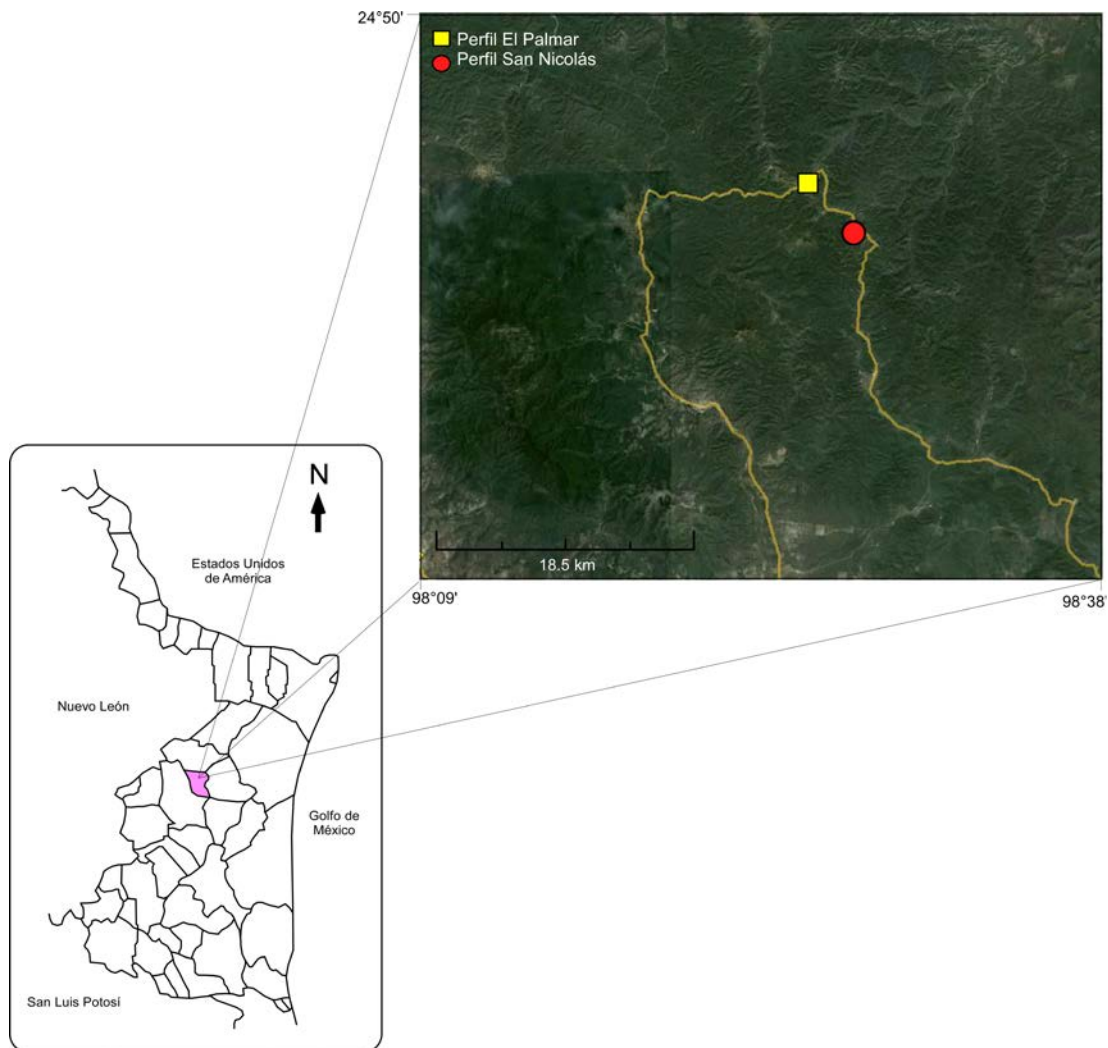 24°50'
Perfil El Palmar
Perfil San Nicolás
18.5 km
98°09'
98°38'
N
Estados Unidos
de América
Nuevo León
Golfo de
México
San Luis Potosí